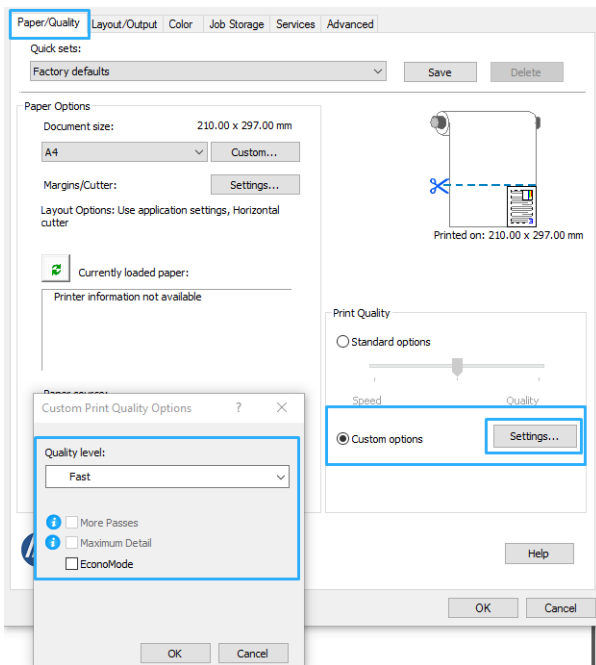 Paper/Quality Layout/Output Color Job Storage Services Advanced
Quick sets:
Factory defaults
Save
Delete
Paper Options
Document size: 210.00 x 297.00 mm
A4
Custom...
Margins/Cutter:
Settings...
Layout Options: Use application settings, Horizontal
cutter
Printed on: 210.00 x 297.00 mm
Currently loaded paper:
Printer information not available
Print Quality
Standard options
Speed Quality
Custom options
Settings...
Paper source:
Custom Print Quality Options ? ×
Quality level:
Fast
More Passes
Maximum Detail
EconoMode
OK
Cancel
Help
OK
Cancel